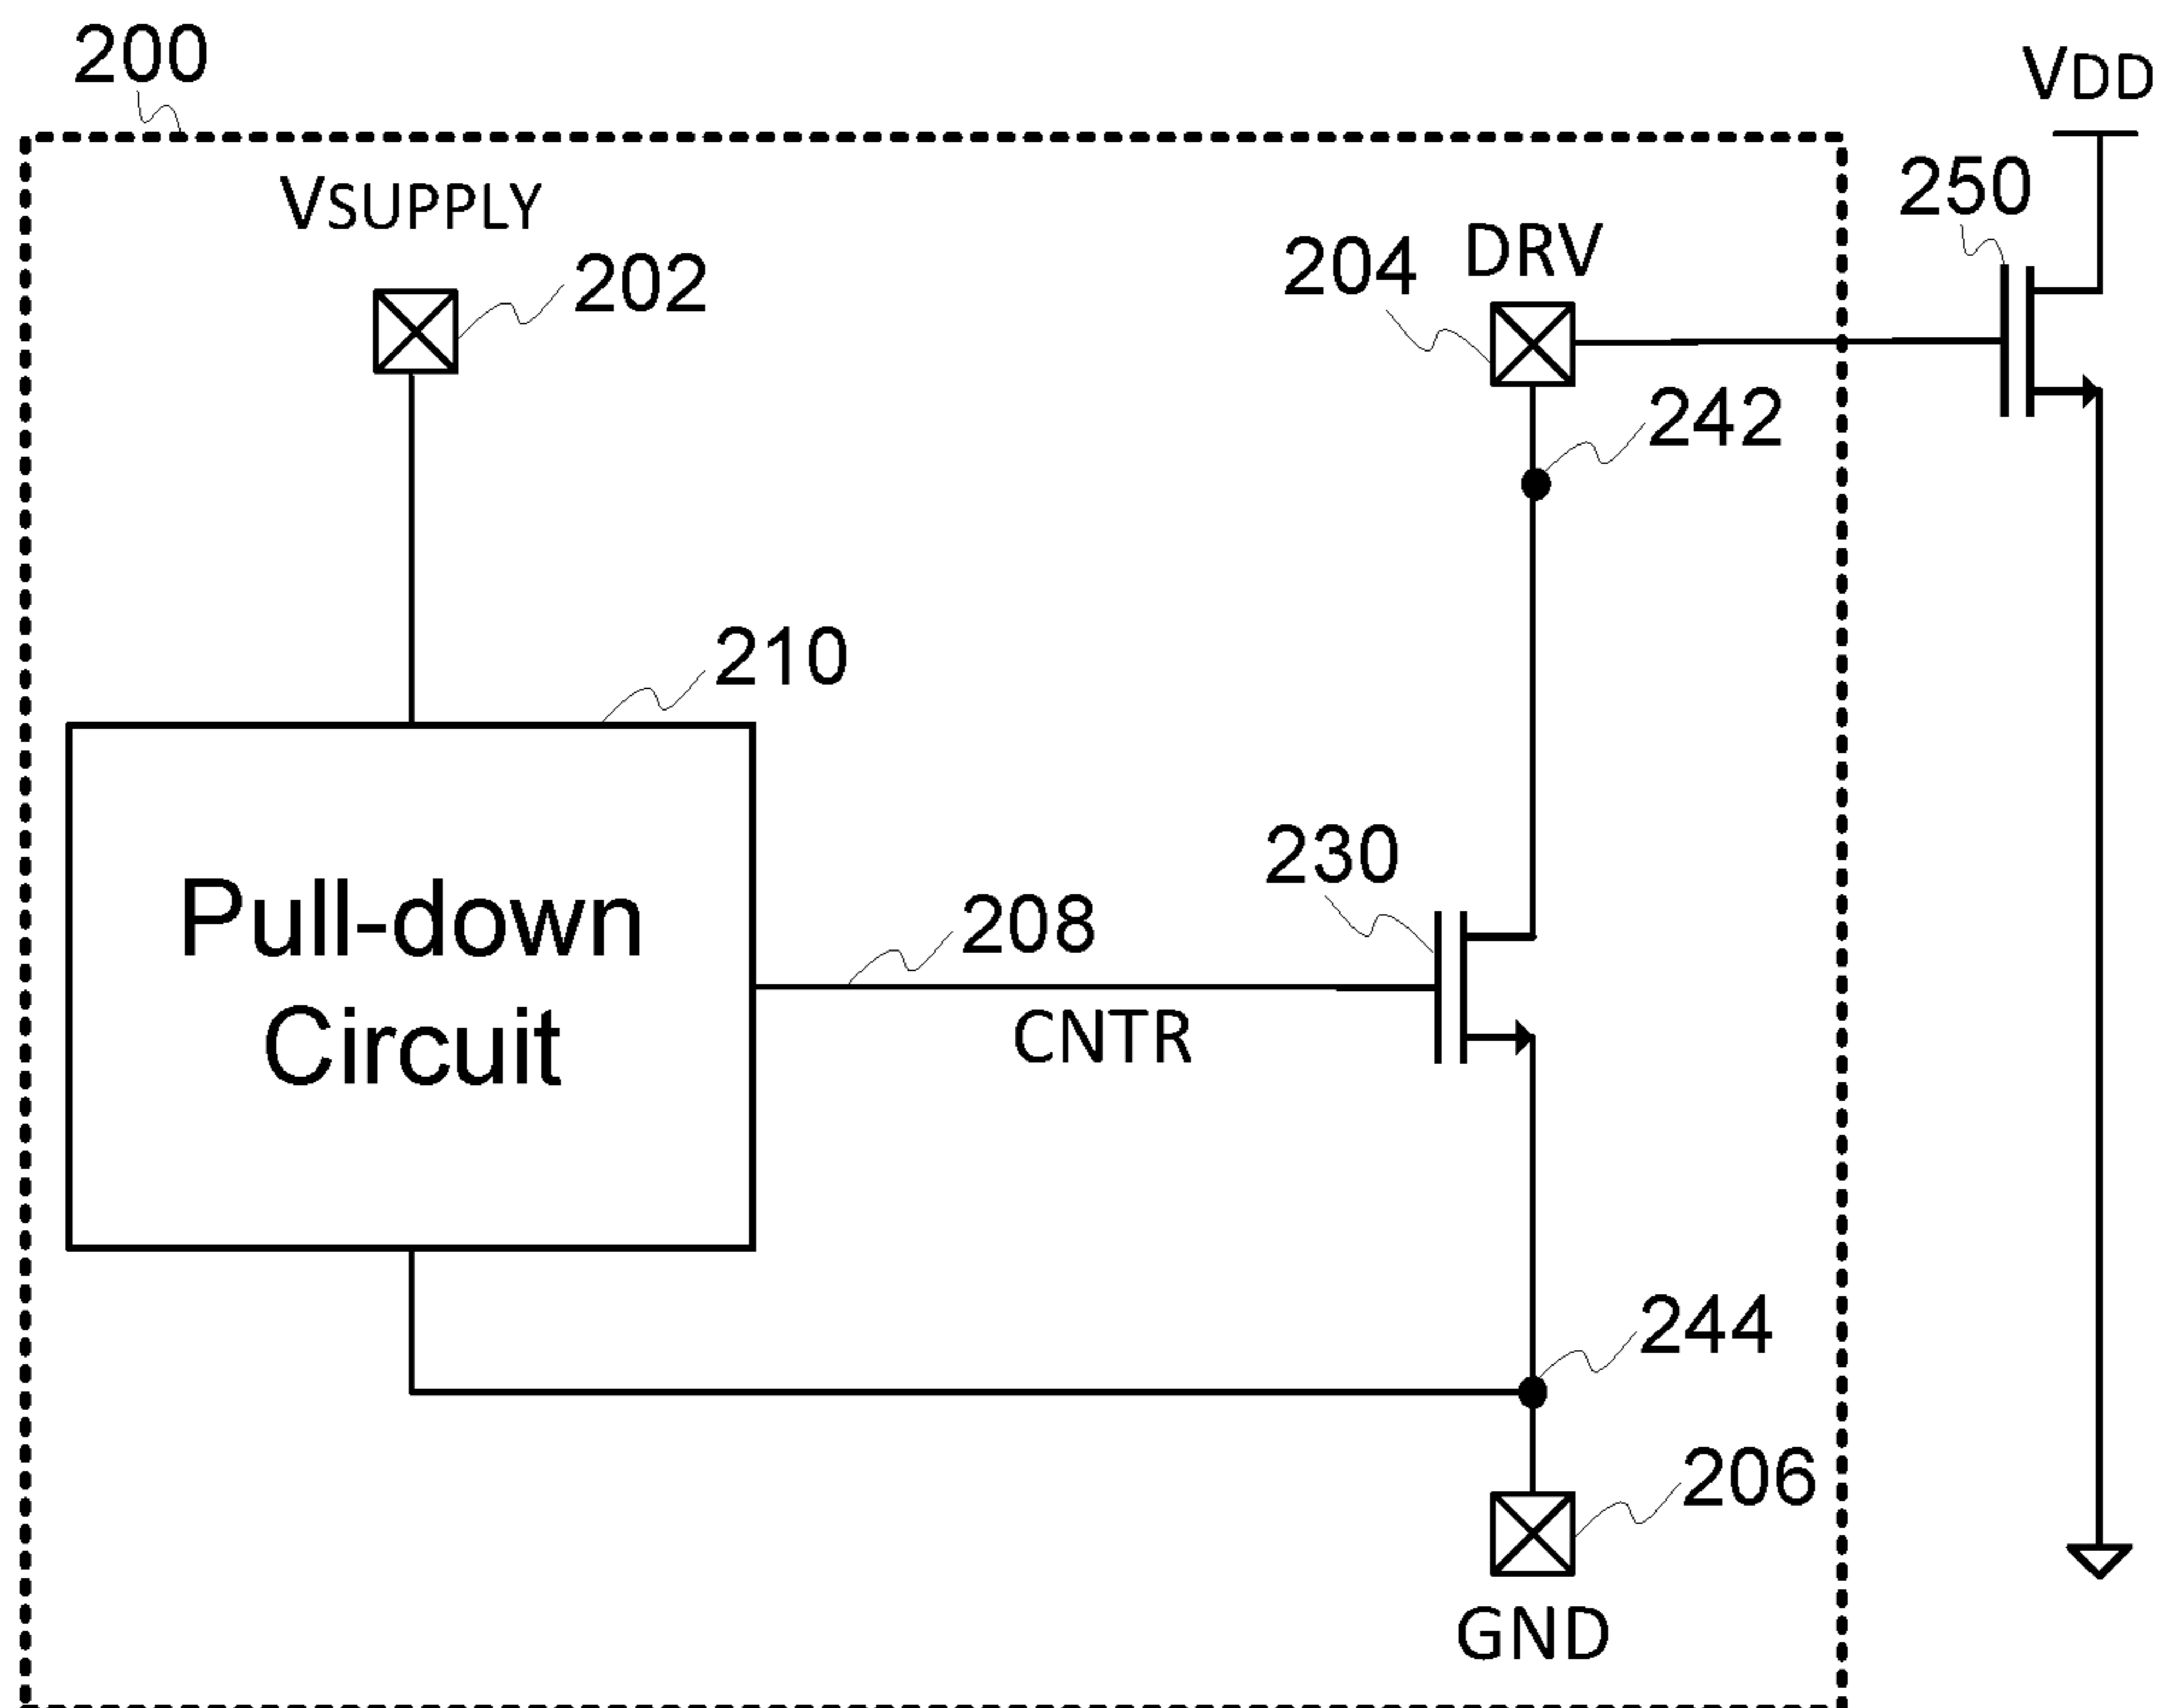 200
VDD
VSUPPLY
250
202
204
DRV
242
210
230
Pull-down
Circuit
208
CNTR
244
206
GND